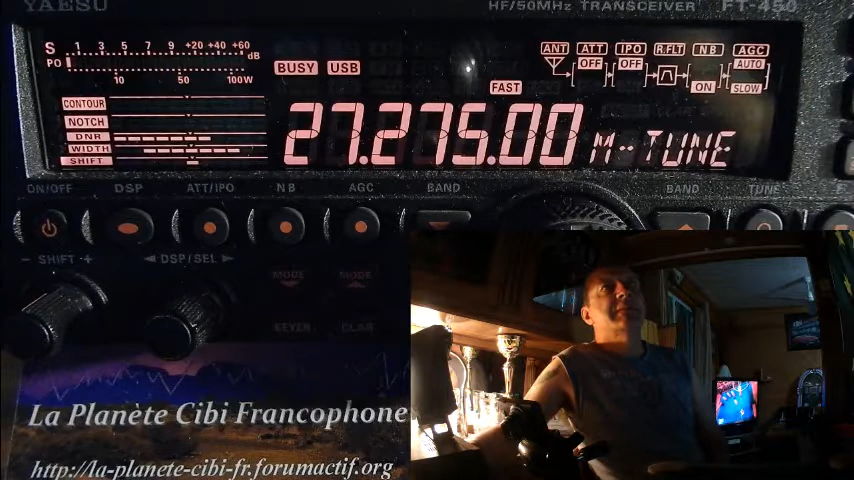 YAESU
HF/50MHz TRANSCEIVER FT-450
S 1 3 5 7 9 +20 +40 +60 dB
PO 10 50 100W
BUSY USB
FAST
ANT ATT IPO R.FLT NB AGC
OFF OFF AUTO
ON SLOW
CONTOUR
NOTCH
DNR
WIDTH
SHIFT
27.275.00 M-TUNE
ON/OFF DSP ATT/IPO NB AGC BAND BAND TUNE
- SHIFT + ◄DSP/SEL► MODE MODE
KEYER CLAR
La Planète Cibi Francophone
http://la-planete-cibi-fr.forumactif.org